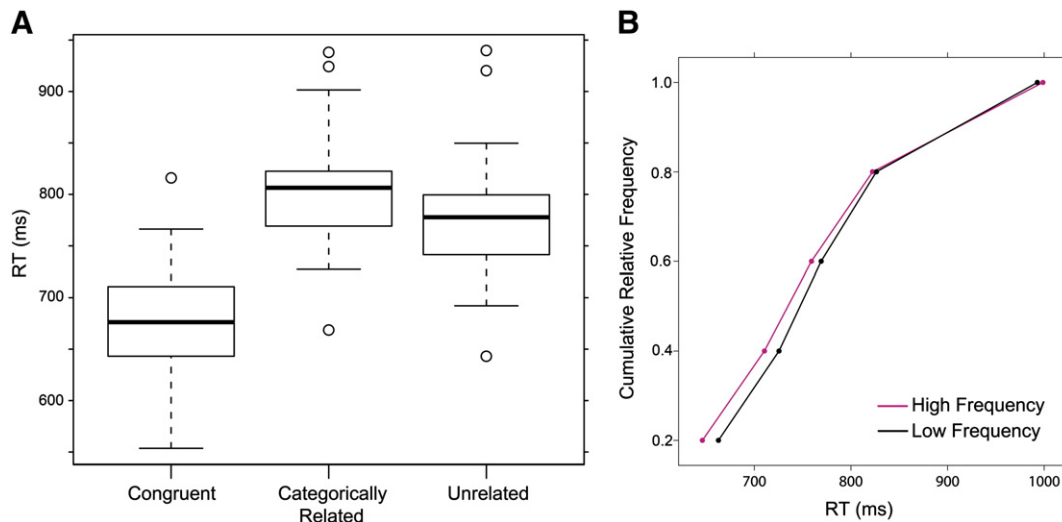 A
RT (ms)
900
800
700
600
Congruent
Categorically
Related
Unrelated
B
Cumulative Relative Frequency
1.0
0.8
0.6
0.4
0.2
High Frequency
Low Frequency
700
800
900
1000
RT (ms)